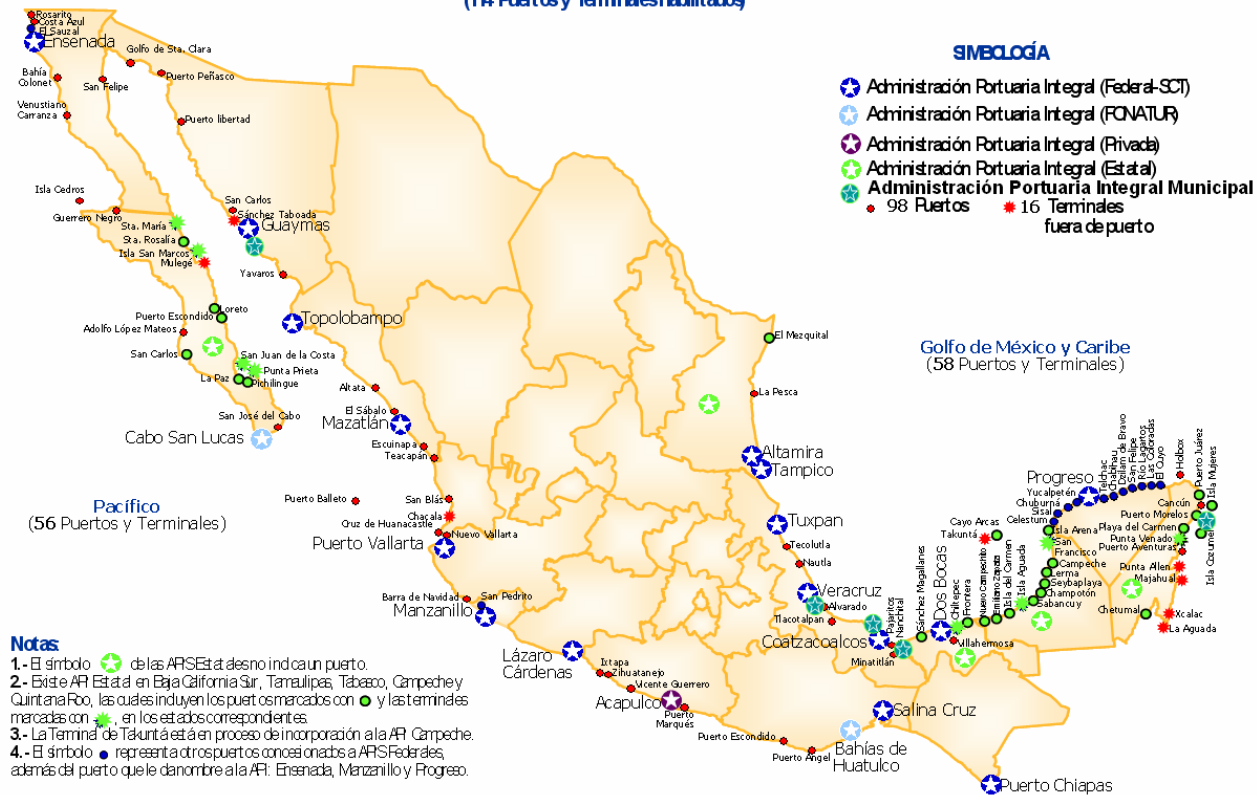 (114 Puertos y Terminales habilitados)
SIMBOLOGÍA
Administración Portuaria Integral (Federal-SCT)
Administración Portuaria Integral (FONATUR)
Administración Portuaria Integral (Privada)
Administración Portuaria Integral (Estatal)
Administración Portuaria Integral Municipal
98 Puertos
16 Terminales
fuera de puerto
Rosarito
Costa Azul
El Sauzal
Ensenada
Bahía
Colonet
Venustiano
Carranza
San Felipe
Golfo de Sta. Clara
Puerto Peñasco
Puerto libertad
Isla Cedros
Guerrero Negro
San Carlos
Sánchez Taboada
Guaymas
Sta. María
Sta. Rosalía
Isla San Marcos
Mulegé
Yavaros
Loreto
Puerto Escondido
Adolfo López Mateos
San Carlos
Topolobampo
San Juan de la Costa
Punta Prieta
La Paz
Pichilingue
San José del Cabo
Cabo San Lucas
Altata
El Sábalo
Mazatlán
Escuinapa
Teacapán
Pacífico
(56 Puertos y Terminales)
Puerto Balleto
San Blás
Chacala
Cruz de Huanacastle
Nuevo Vallarta
Puerto Vallarta
Barra de Navidad
San Pedrito
Manzanillo
Lázaro
Cárdenas
Ixtapa
Zihuatanejo
Vicente Guerrero
Acapulco
Puerto
Marqués
Puerto Escondido
Puerto Angel
Bahías de
Huatulco
Salina Cruz
Puerto Chiapas
Golfo de México y Caribe
(58 Puertos y Terminales)
El Mezquital
La Pesca
Altamira
Tampico
Tuxpan
Tecolutla
Nautla
Veracruz
Alvarado
Tlacotalpan
Coatzacoalcos
Pajaritos
Nanchital
Minatitlán
Sánchez Magallanes
Dos Bocas
Chiltepec
Frontera
Villahermosa
Nuevo Campechito
Emiliano Zapata
Isla del Carmen
Isla Aguada
Cayo Arcas
Takuntá
Sabancuy
Champotón
Seybaplaya
Lerma
Campeche
San
Francisco
Isla Arena
Celestum
Sisal
Chuburná
Yucalpetén
Progreso
Telchac
Chabihau
Dzilam de Bravo
San Felipe
Río Lagartos
Las Coloradas
El Cuyo
Holbox
Puerto Juárez
Isla Mujeres
Cancún
Puerto Morelos
Playa del Carmen
Punta Venado
Puerto Aventuras
Isla Cozumel
Punta Allen
Majahual
Chetumal
Xcalac
La Aguada
Notas:
1.- El símbolo de las APIS Estatales no indica un puerto.
2.- Existe API Estatal en Baja California Sur, Tamaulipas, Tabasco, Campeche y
Quintana Roo, las cuales incluyen los puertos marcados con y las terminales
marcadas con , en los estados correspondientes.
3.- La Termina de Takuntá está en proceso de incorporación a la API Campeche.
4.- El símbolo representa otros puertos concesionados a APIS Federales,
además del puerto que le da nombre a la API: Ensenada, Manzanillo y Progreso.